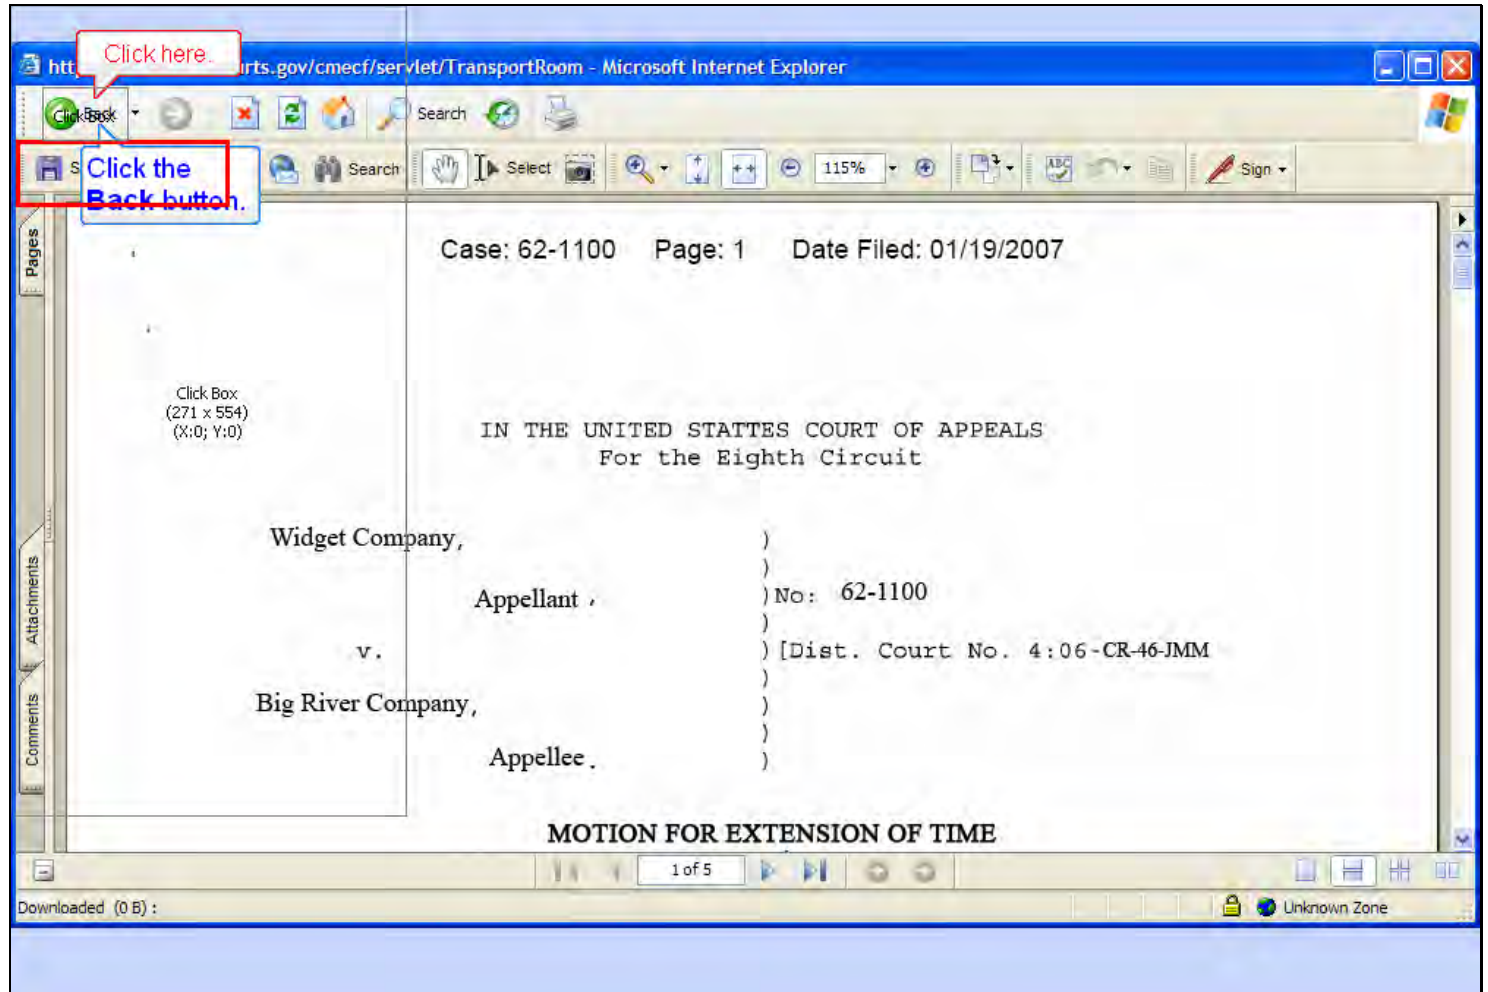 Click here.
htt rts.gov/cmecf/servlet/TransportRoom - Microsoft Internet Explorer
Back
Click Box
Search
S
Click the
Back button.
Search
Select
115%
Sign
Pages
Case: 62-1100 Page: 1 Date Filed: 01/19/2007
Click Box
(271 x 554)
(X:0; Y:0)
IN THE UNITED STATTES COURT OF APPEALS
For the Eighth Circuit
Widget Company, )
)
Appellant , )No: 62-1100
)
v. )[Dist. Court No. 4:06-CR-46-JMM
)
Big River Company, )
)
Appellee . )
Attachments
Comments
MOTION FOR EXTENSION OF TIME
1 of 5
Downloaded (0 B) :
Unknown Zone